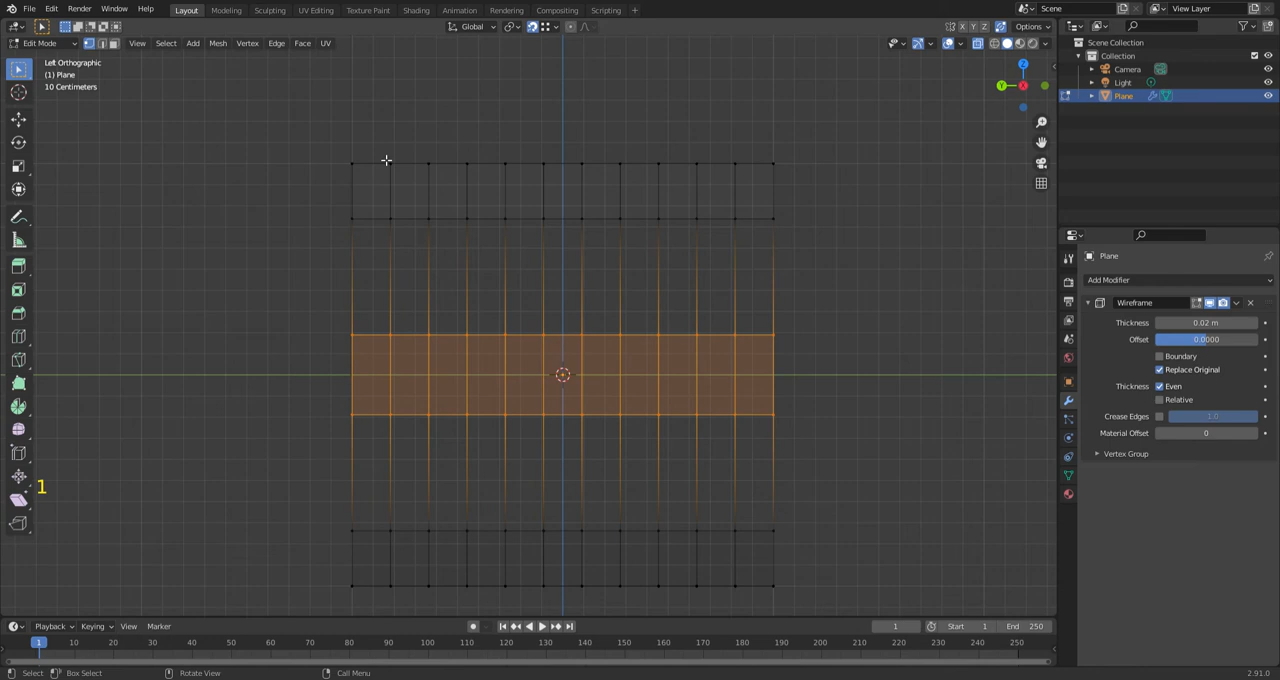 File Edit Render Window Help Layout Modeling Sculpting UV Editing Texture Paint Shading Animation Rendering Compositing Scripting + Scene View Layer
Global X Y Z Options
Edit Mode View Select Add Mesh Vertex Edge Face UV
Scene Collection
Collection
Camera
Light
Plane
Left Orthographic
(1) Plane
10 Centimeters
Z
Y
X
1
Plane
Add Modifier
Wireframe
Thickness 0.02 m
Offset 0.0000
Boundary
Replace Original
Thickness Even
Relative
Crease Edges 1.0
Material Offset 0
Vertex Group
Playback Keying View Marker 1 Start 1 End 250
1 10 20 30 40 50 60 70 80 90 100 110 120 130 140 150 160 170 180 190 200 210 220 230 240 250
Select Box Select Rotate View Call Menu 2.91.0